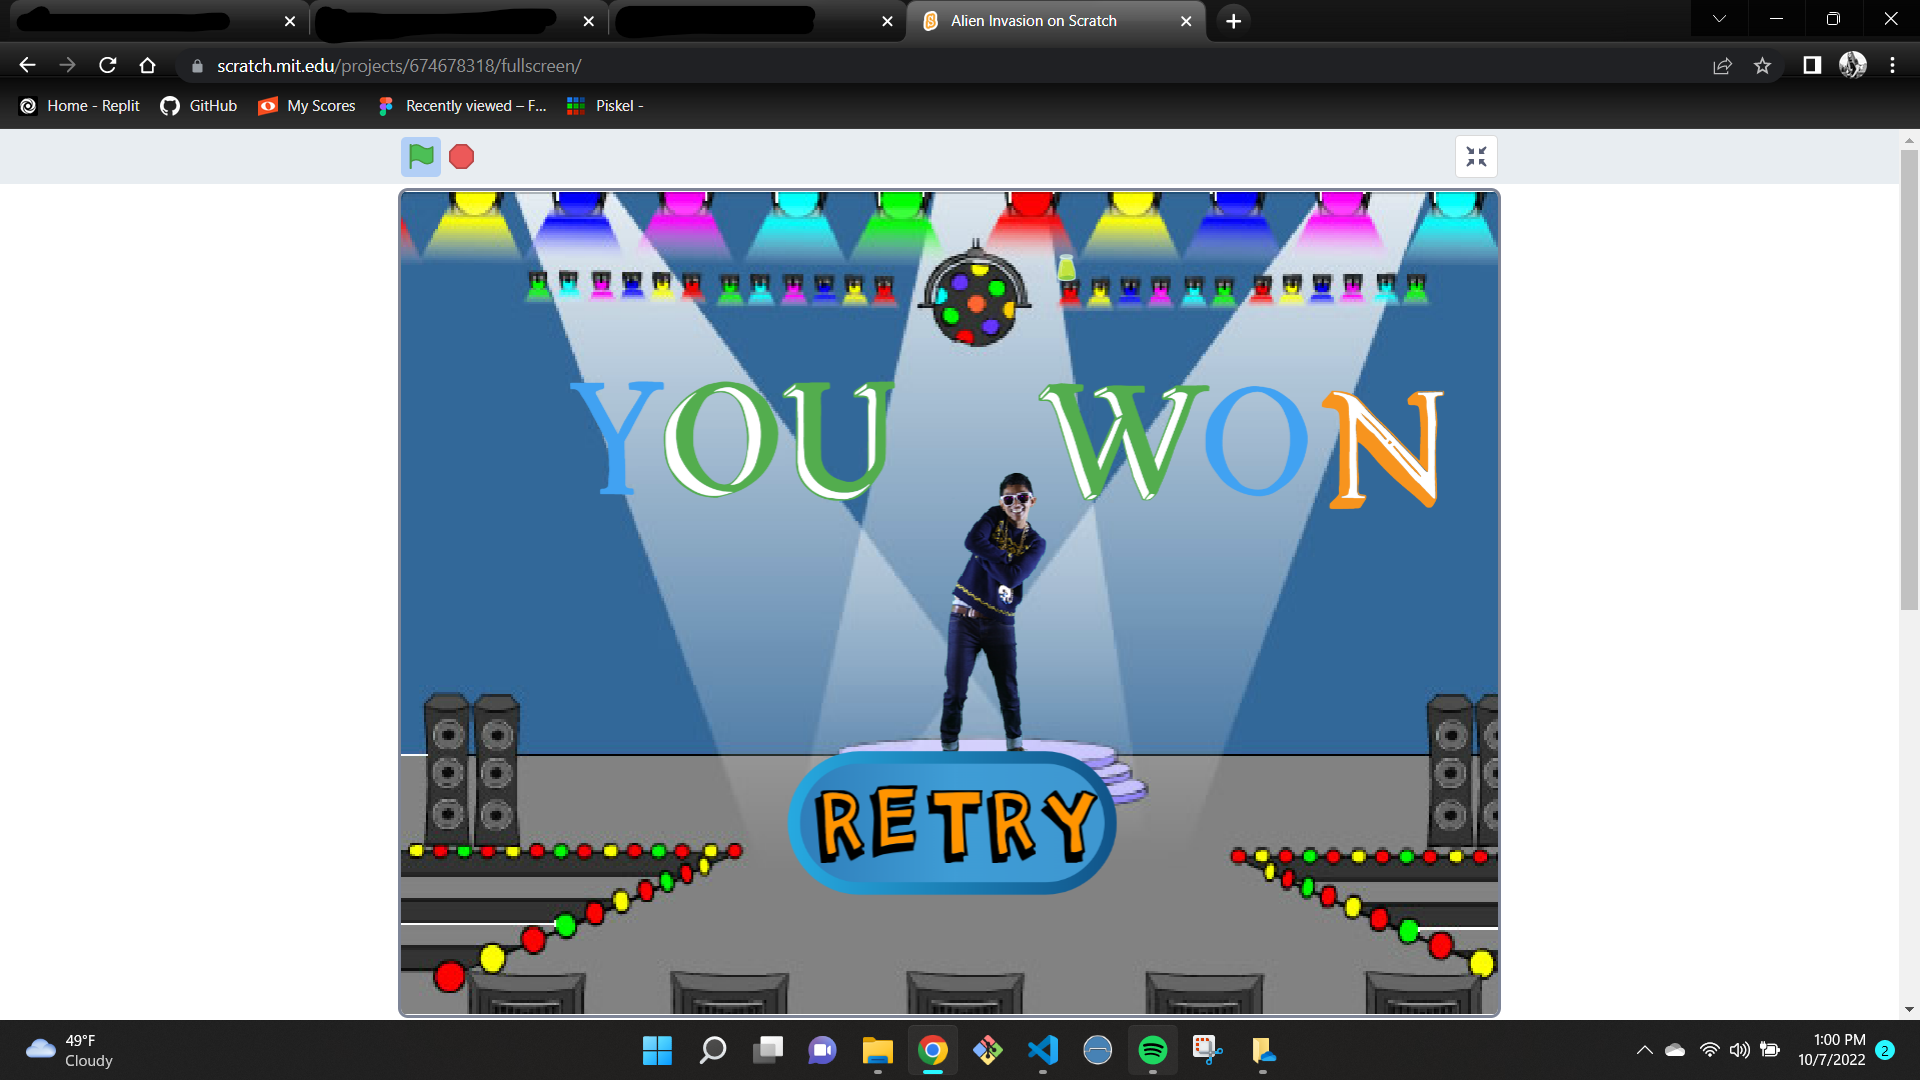 Alien Invasion on Scratch
scratch.mit.edu/projects/674678318/fullscreen/
Home - Replit GitHub My Scores Recently viewed – F... Piskel -
YOU WON
RETRY
49°F
Cloudy
1:00 PM
10/7/2022
2